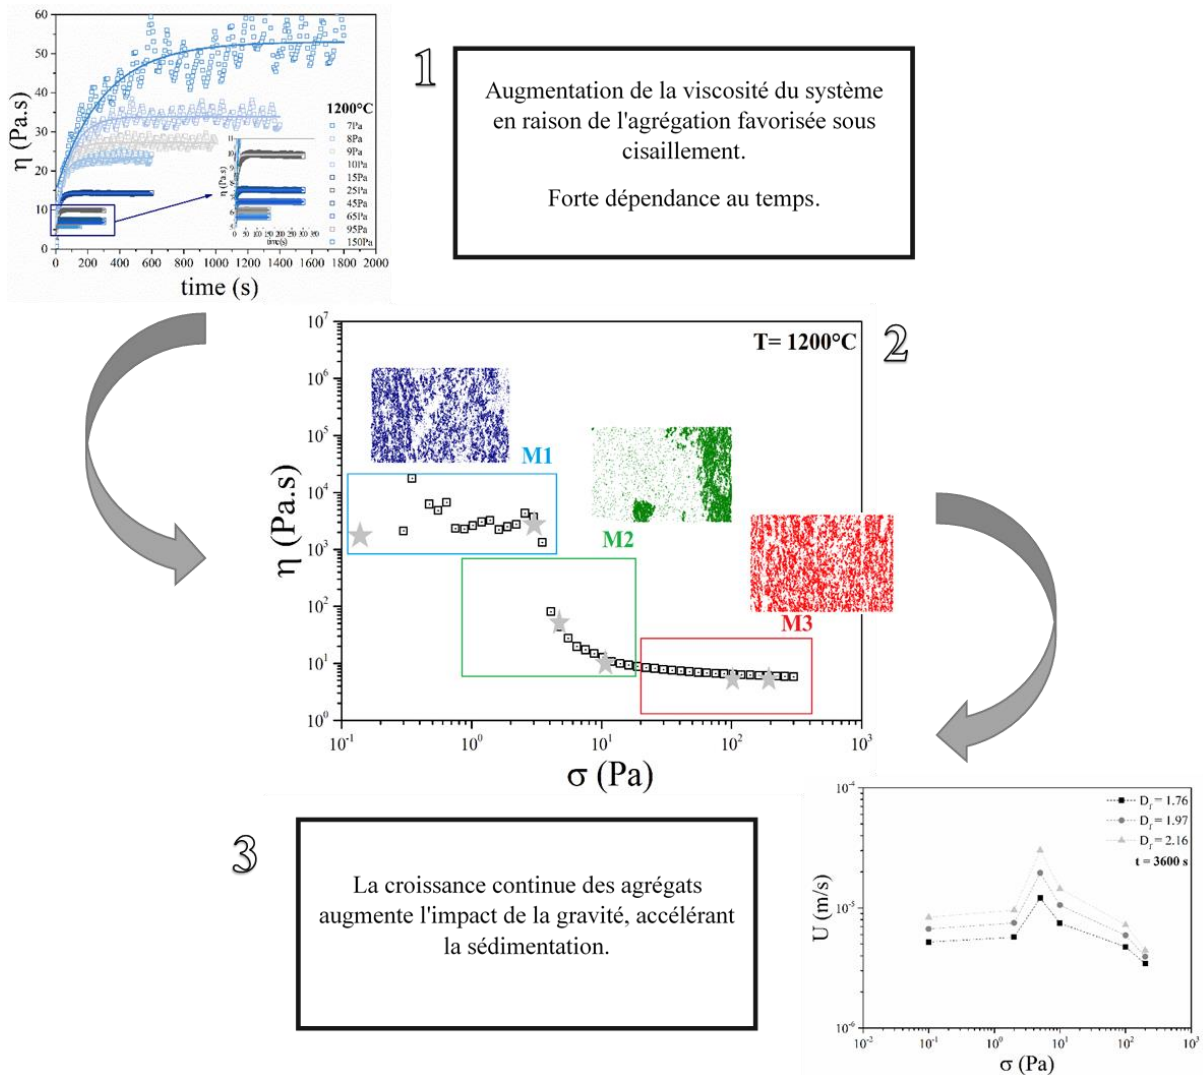 60
50
40
30
20
10
0
η (Pa.s)
0 200 400 600 800 1000 1200 1400 1600 1800 2000
time (s)
1200°C
7Pa
8Pa
9Pa
10Pa
15Pa
25Pa
45Pa
65Pa
95Pa
150Pa
η (Pa.s)
time(s)
1
Augmentation de la viscosité du système
en raison de l'agrégation favorisée sous
cisaillement.
Forte dépendance au temps.
2
T= 1200°C
10⁷
10⁶
10⁵
10⁴
10³
10²
10¹
10⁰
η (Pa.s)
M1
M2
M3
10⁻¹ 10⁰ 10¹ 10² 10³
σ (Pa)
3
La croissance continue des agrégats
augmente l'impact de la gravité, accélérant
la sédimentation.
10⁻⁴
10⁻⁵
10⁻⁶
U (m/s)
D_f = 1.76
D_f = 1.97
D_f = 2.16
t = 3600 s
10⁻² 10⁻¹ 10⁰ 10¹ 10² 10³
σ (Pa)